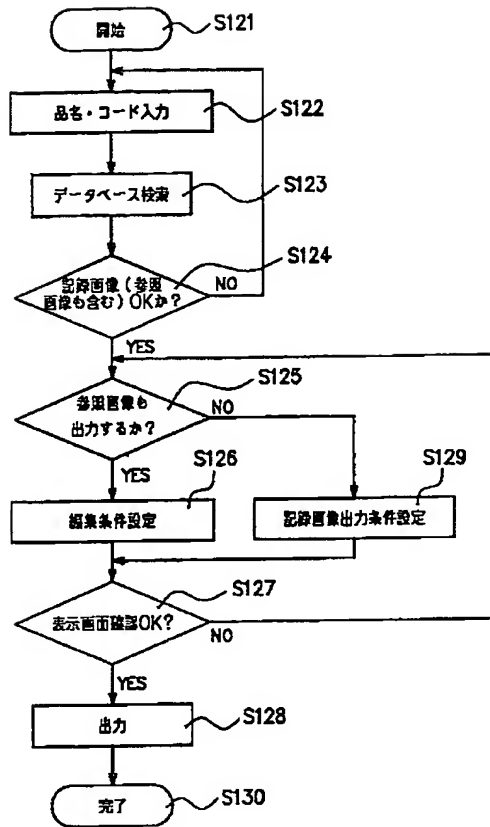 開始
S121
品名・コード入力
S122
データベース検索
S123
記録画像(参照
画像も含む)OKか?
S124
NO
YES
参照画像も
出力するか?
S125
NO
YES
S126
編集条件設定
S129
記録画像出力条件設定
表示画面確認OK?
S127
NO
YES
出力
S128
完了
S130